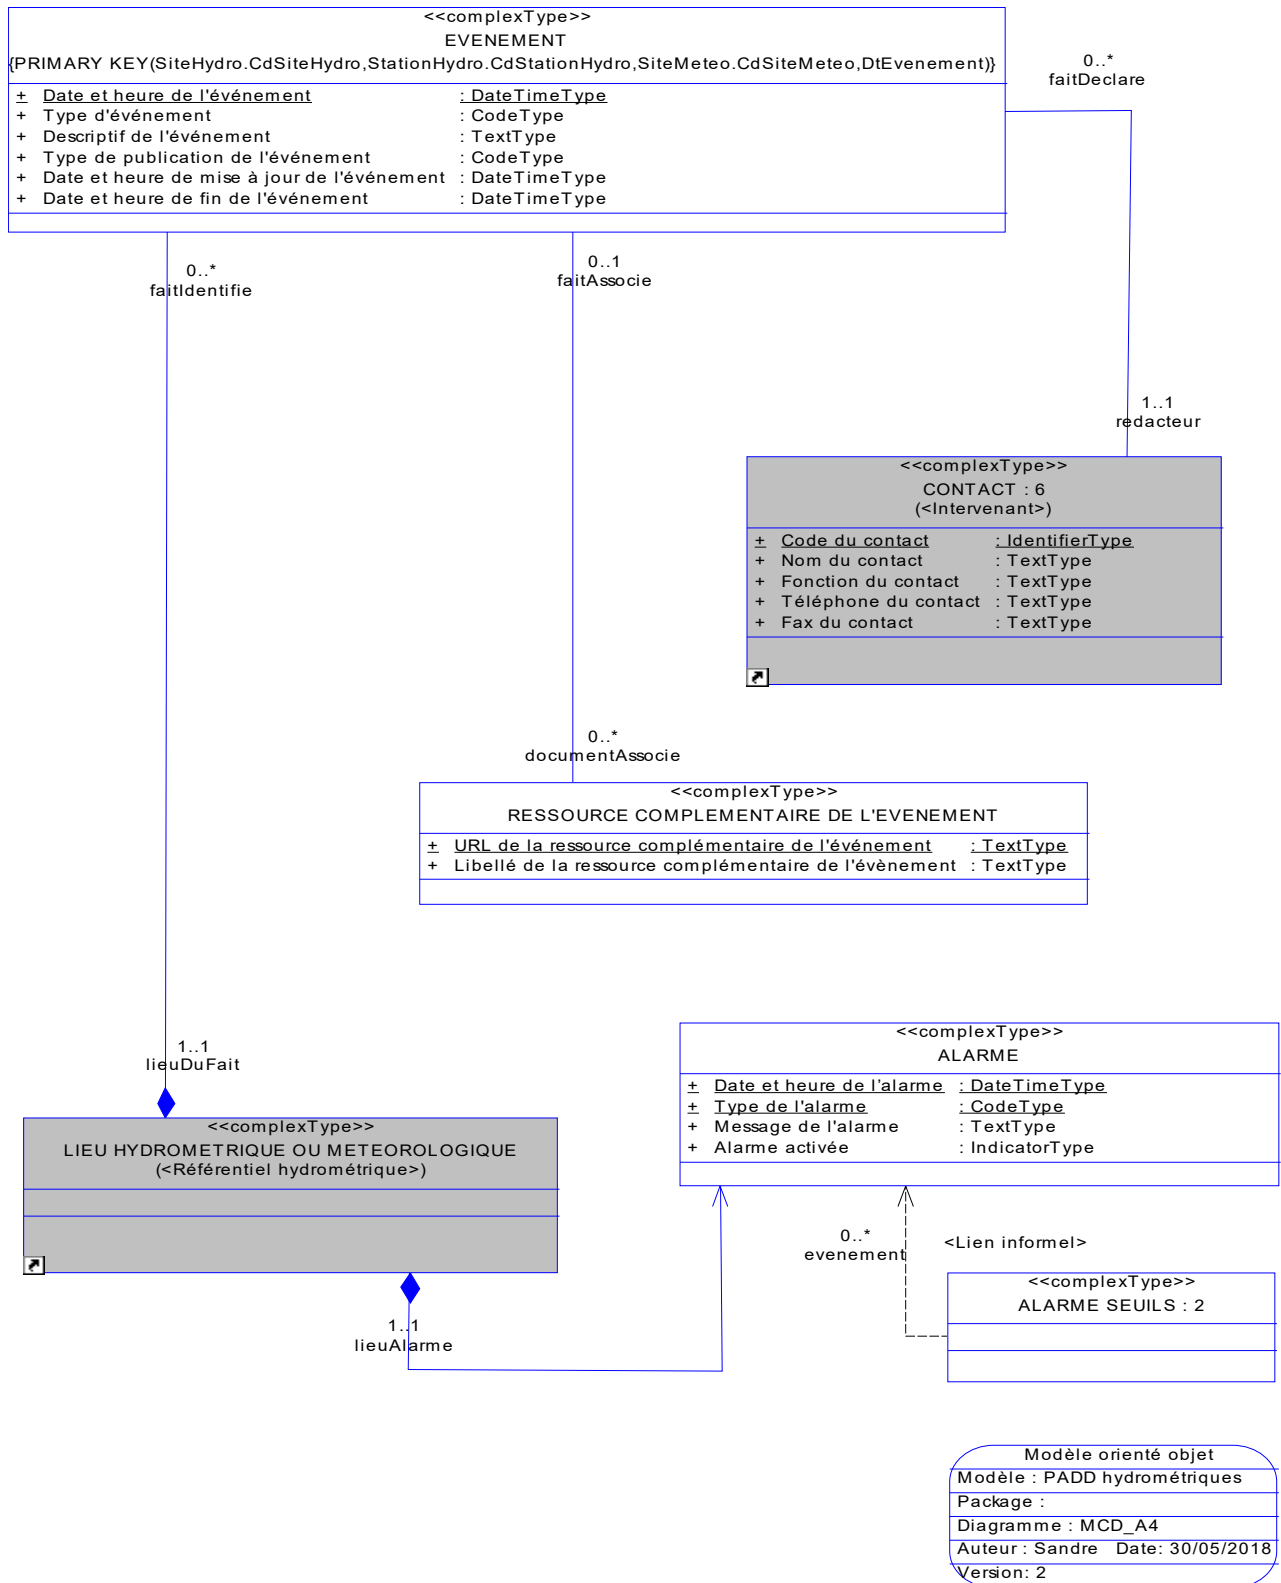 <<complexType>>
EVENEMENT
{PRIMARY KEY(SiteHydro.CdSiteHydro,StationHydro.CdStationHydro,SiteMeteo.CdSiteMeteo,DtEvenement)}
+ Date et heure de l'événement : DateTimeType
+ Type d'événement : CodeType
+ Descriptif de l'événement : TextType
+ Type de publication de l'événement : CodeType
+ Date et heure de mise à jour de l'événement : DateTimeType
+ Date et heure de fin de l'événement : DateTimeType
0..*
faitDeclare
0..*
faitIdentifie
0..1
faitAssocie
1..1
redacteur
<<complexType>>
CONTACT : 6
(<Intervenant>)
+ Code du contact : IdentifierType
+ Nom du contact : TextType
+ Fonction du contact : TextType
+ Téléphone du contact : TextType
+ Fax du contact : TextType
0..*
documentAssocie
<<complexType>>
RESSOURCE COMPLEMENTAIRE DE L'EVENEMENT
+ URL de la ressource complémentaire de l'événement : TextType
+ Libellé de la ressource complémentaire de l'évènement : TextType
1..1
lieuDuFait
<<complexType>>
LIEU HYDROMETRIQUE OU METEOROLOGIQUE
(<Référentiel hydrométrique>)
<<complexType>>
ALARME
+ Date et heure de l'alarme : DateTimeType
+ Type de l'alarme : CodeType
+ Message de l'alarme : TextType
+ Alarme activée : IndicatorType
0..*
evenement
<Lien informel>
1..1
lieuAlarme
<<complexType>>
ALARME SEUILS : 2
Modèle orienté objet
Modèle : PADD hydrométriques
Package :
Diagramme : MCD_A4
Auteur : Sandre Date: 30/05/2018
Version: 2